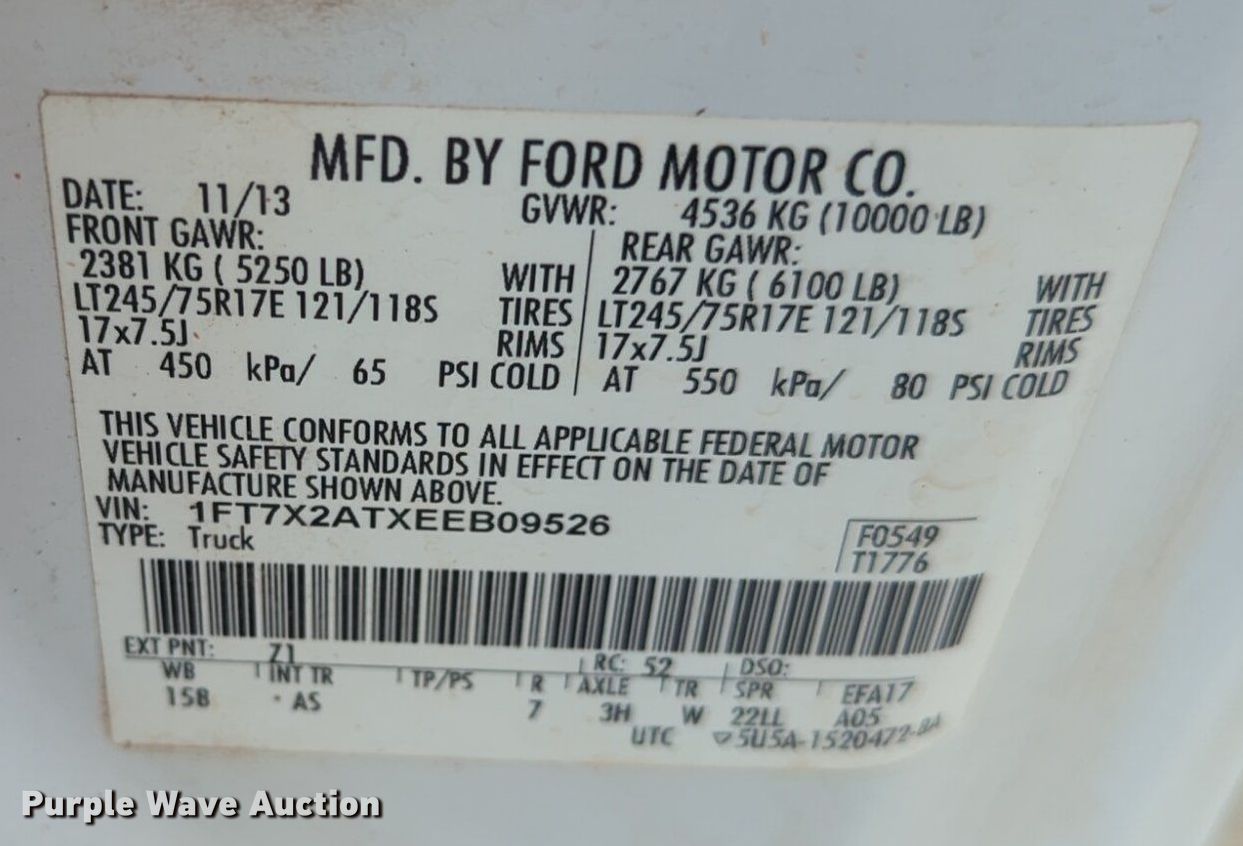 MFD. BY FORD MOTOR CO.
DATE: 11/13 GVWR: 4536 KG (10000 LB)
FRONT GAWR: REAR GAWR:
2381 KG ( 5250 LB) WITH 2767 KG ( 6100 LB) WITH
LT245/75R17E 121/118S TIRES LT245/75R17E 121/118S TIRES
17x7.5J RIMS 17x7.5J RIMS
AT 450 kPa/ 65 PSI COLD AT 550 kPa/ 80 PSI COLD
THIS VEHICLE CONFORMS TO ALL APPLICABLE FEDERAL MOTOR
VEHICLE SAFETY STANDARDS IN EFFECT ON THE DATE OF
MANUFACTURE SHOWN ABOVE.
VIN: 1FT7X2ATXEEB09526
TYPE: Truck
F0549
T1776
EXT PNT: Z1 RC: 52 DSO:
WB INT TR TP/PS R AXLE TR SPR EFA17
158 AS 7 3H W 22LL A05
UTC 5U5A-1520472-BA
Purple Wave Auction